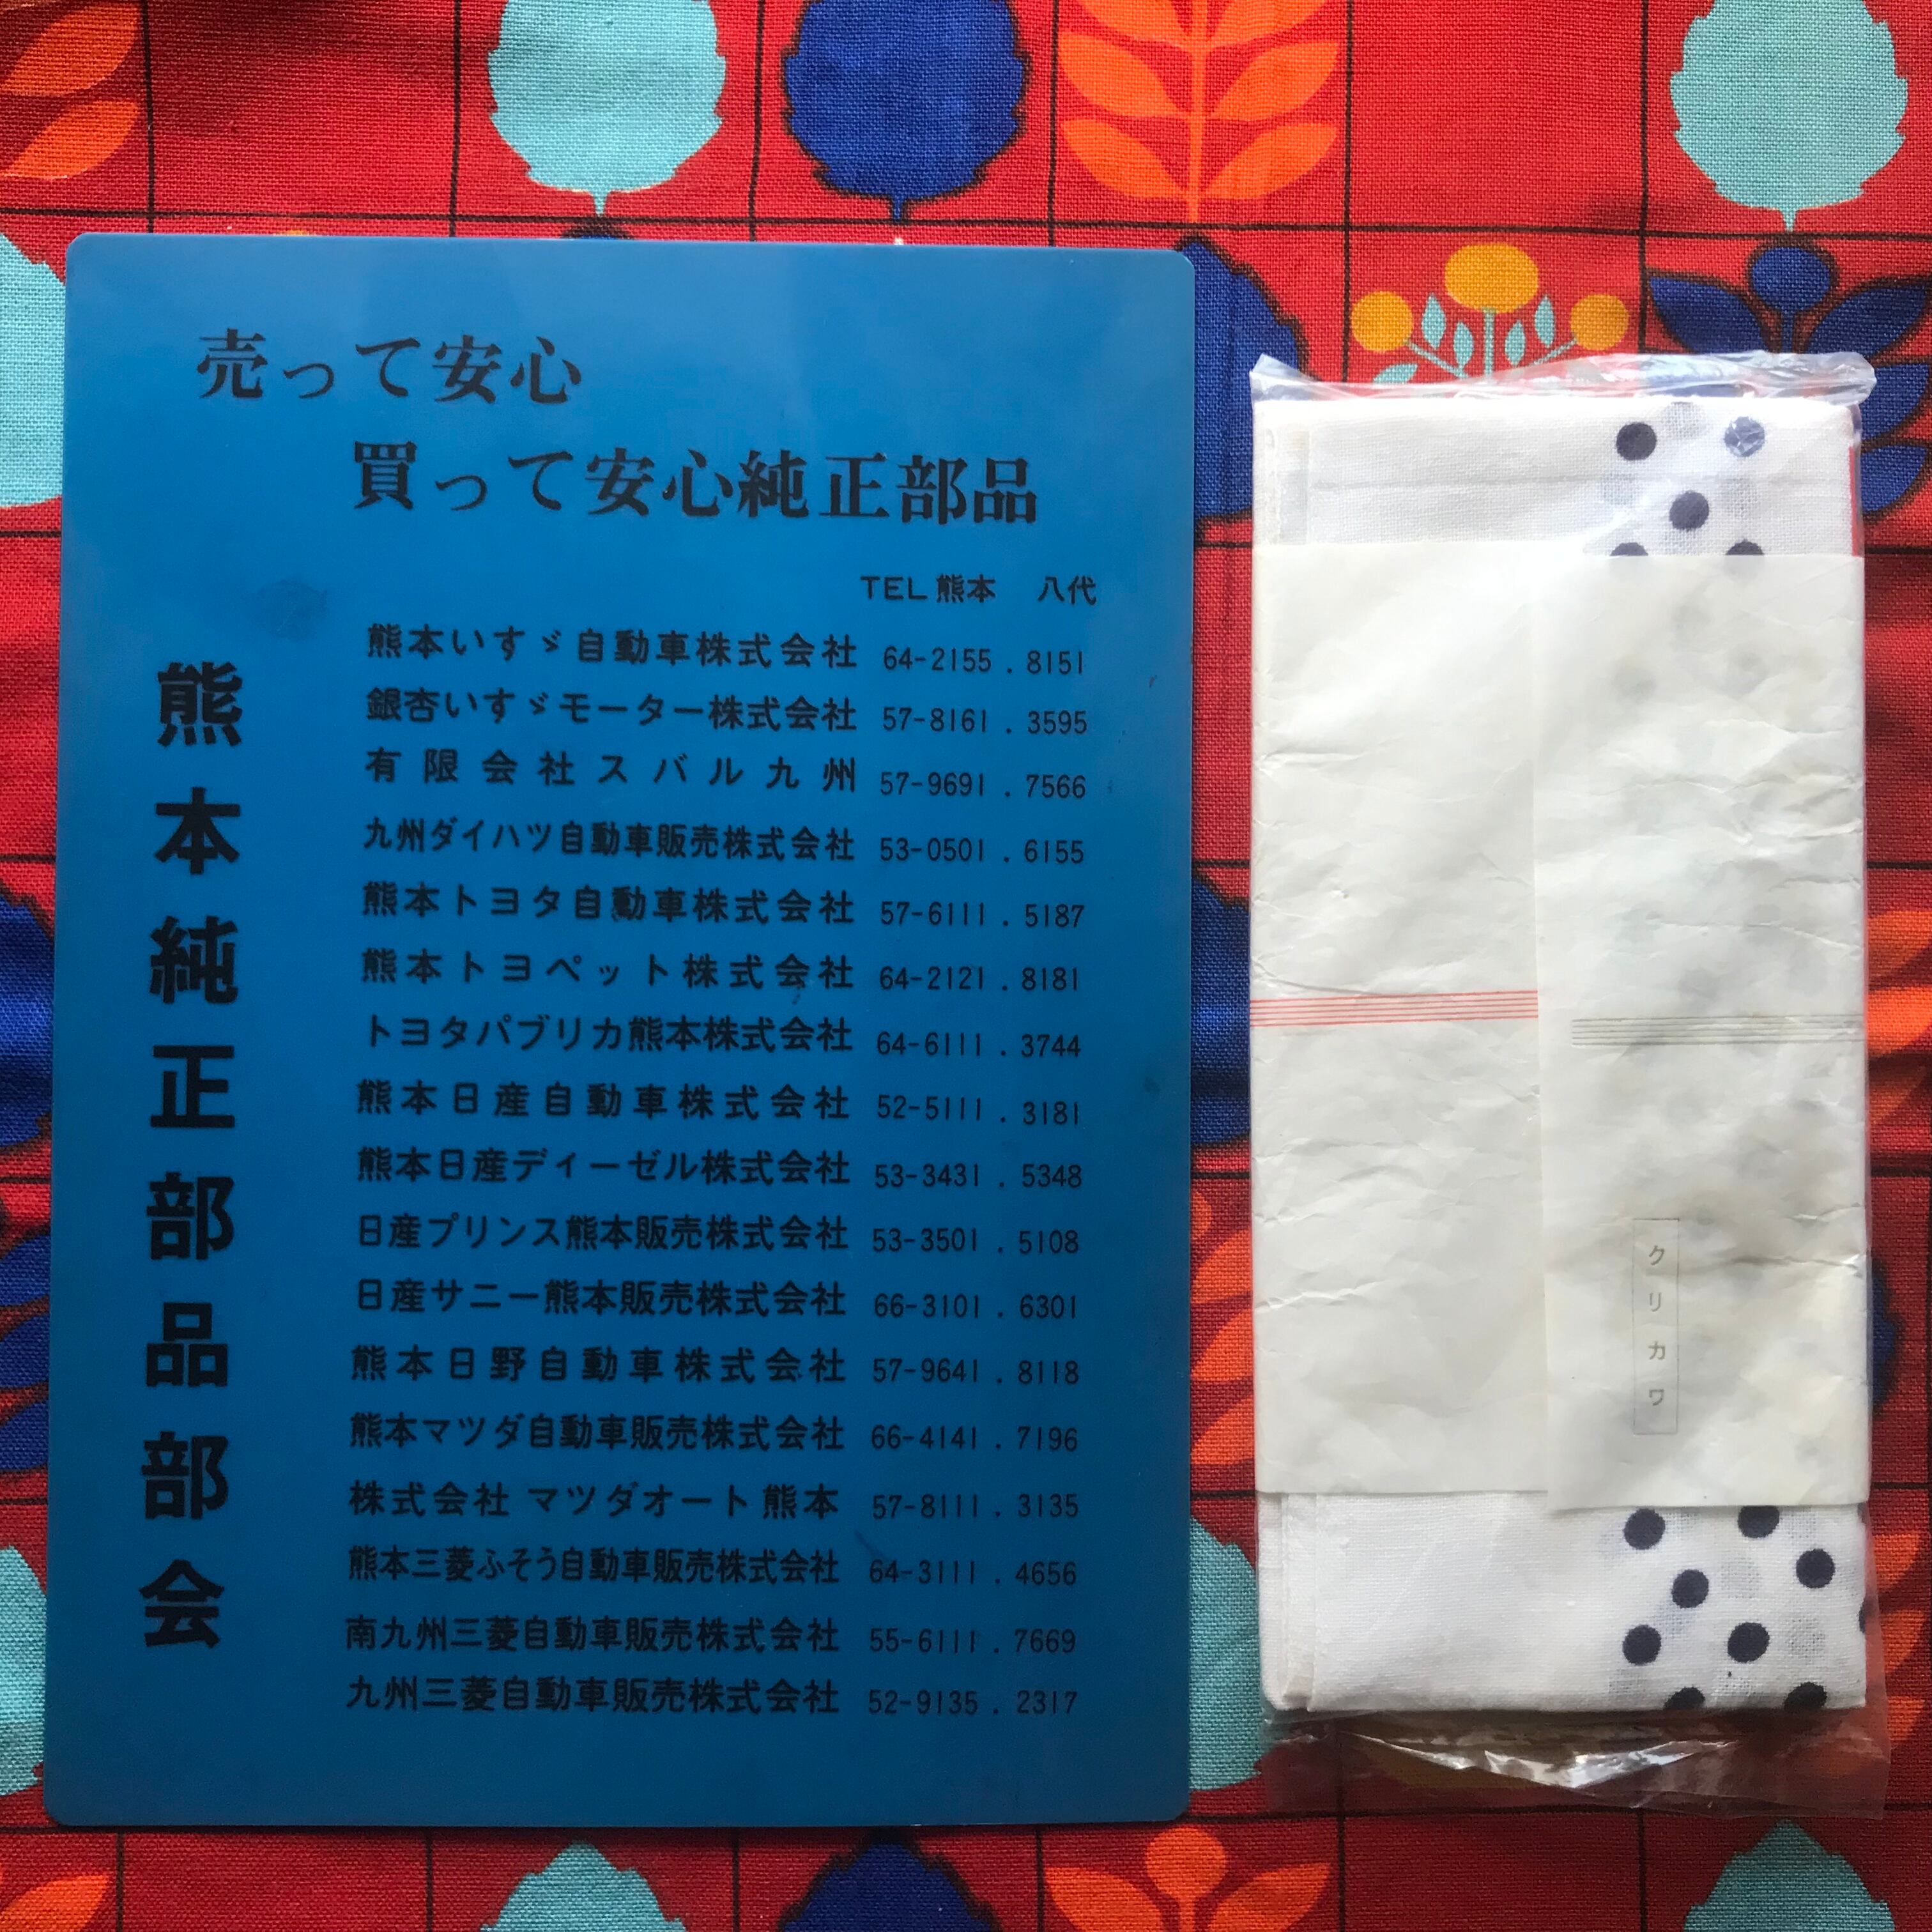 売って安心
買って安心純正部品
TEL 熊本 八代
熊本いすゞ自動車株式会社 64-2155 . 8151
銀杏いすゞモーター株式会社 57-8161 . 3595
有限会社スバル九州 57-9691 . 7566
九州ダイハツ自動車販売株式会社 53-0501 . 6155
熊本トヨタ自動車株式会社 57-6111 . 5187
熊本トヨペット株式会社 64-2121 . 8181
トヨタパブリカ熊本株式会社 64-6111 . 3744
熊本日産自動車株式会社 52-5111 . 3181
熊本日産ディーゼル株式会社 53-3431 . 5348
日産プリンス熊本販売株式会社 53-3501 . 5108
日産サニー熊本販売株式会社 66-3101 . 6301
熊本日野自動車株式会社 57-9641 . 8118
熊本マツダ自動車販売株式会社 66-4141 . 7196
株式会社 マツダオート熊本 57-8111 . 3135
熊本三菱ふそう自動車販売株式会社 64-3111 . 4656
南九州三菱自動車販売株式会社 55-6111 . 7669
九州三菱自動車販売株式会社 52-9135 . 2317
熊本純正部品部会
クリカワ